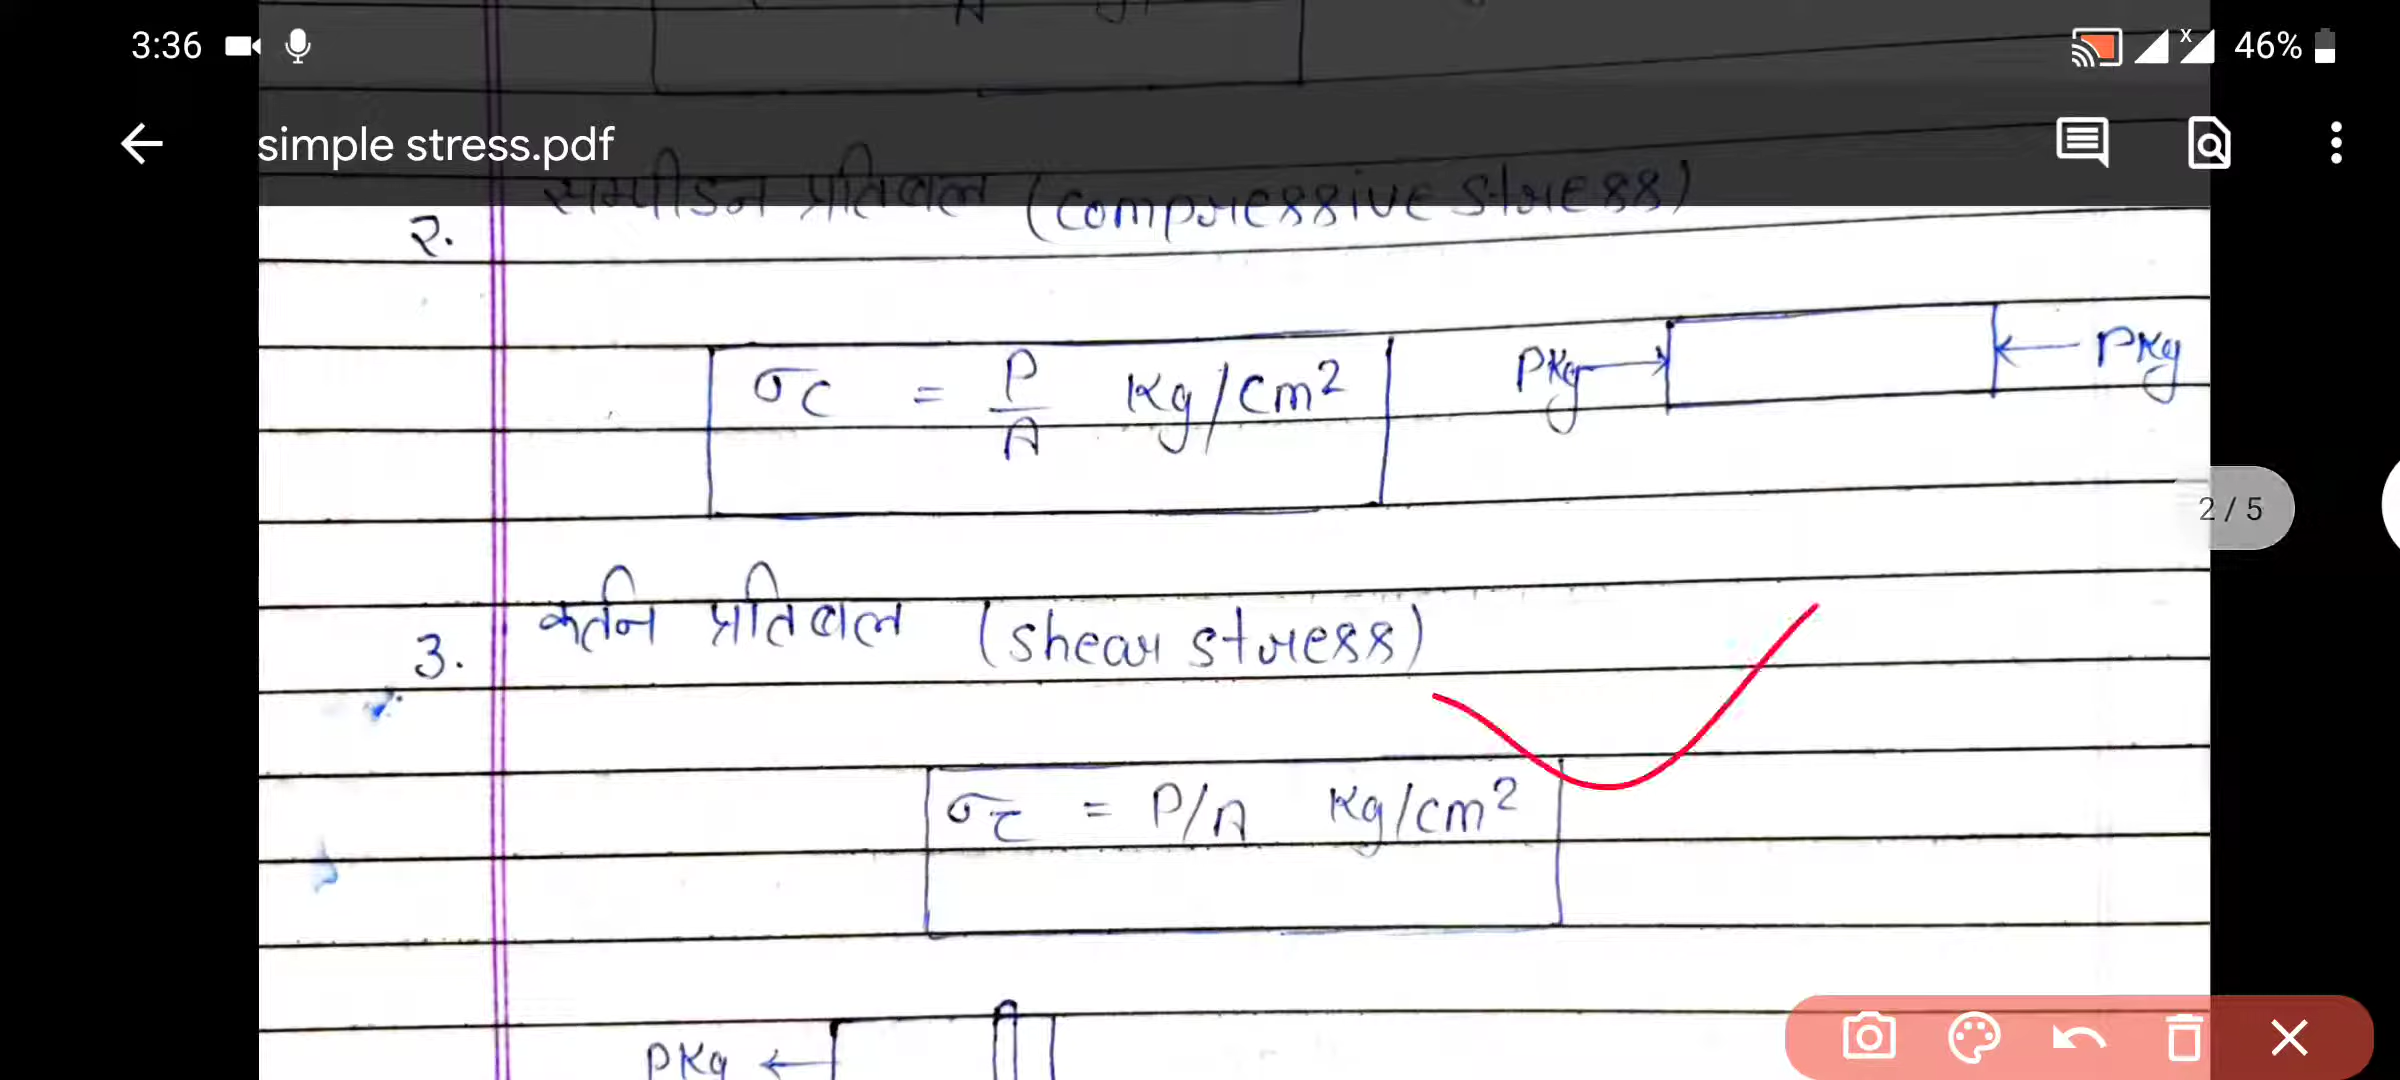 3:36
46%
simple stress.pdf
२. सम्पीडन प्रतिबल (compressive stress)
σc = P/A Kg/cm²
PKg
PKg
2 / 5
3. कर्तन प्रतिबल (shear stress)
στ = P/A Kg/cm²
PKg